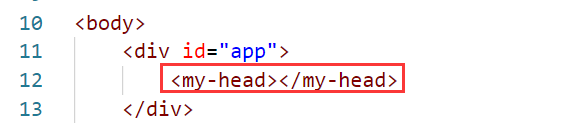 10 <body>
11 <div id="app">
12 <my-head></my-head>
13 </div>